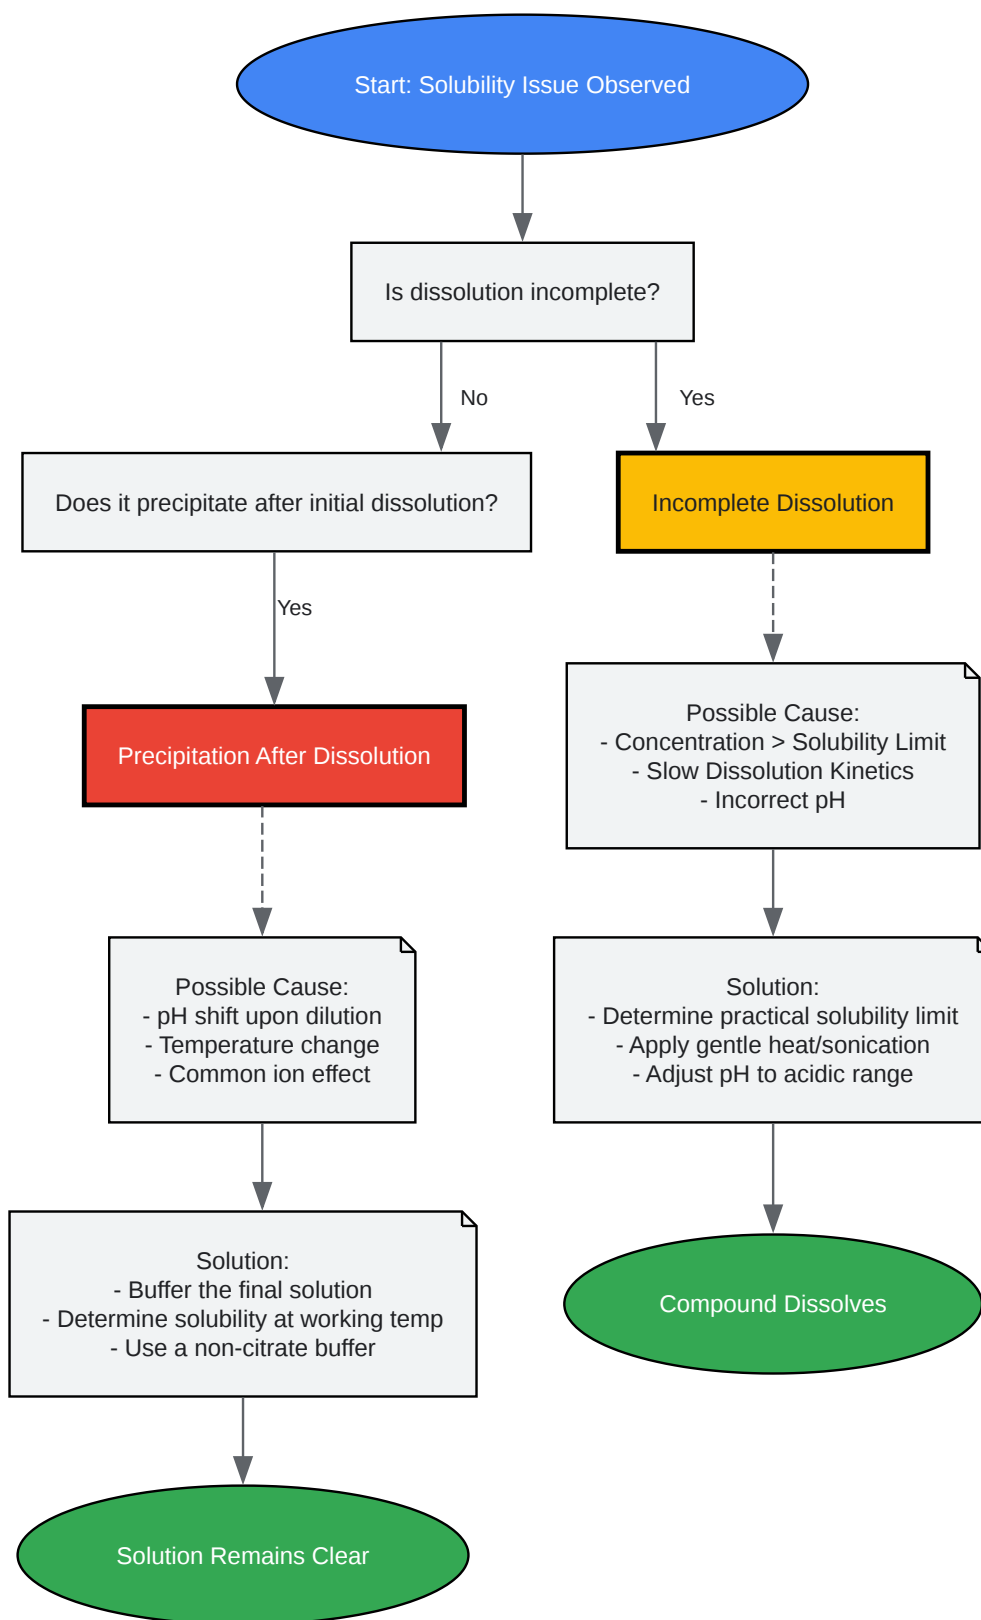 Start: Solubility Issue Observed
Is dissolution incomplete?
No
Yes
Does it precipitate after initial dissolution?
Incomplete Dissolution
Yes
Precipitation After Dissolution
Possible Cause:
- Concentration > Solubility Limit
- Slow Dissolution Kinetics
- Incorrect pH
Possible Cause:
- pH shift upon dilution
- Temperature change
- Common ion effect
Solution:
- Determine practical solubility limit
- Apply gentle heat/sonication
- Adjust pH to acidic range
Solution:
- Buffer the final solution
- Determine solubility at working temp
- Use a non-citrate buffer
Compound Dissolves
Solution Remains Clear